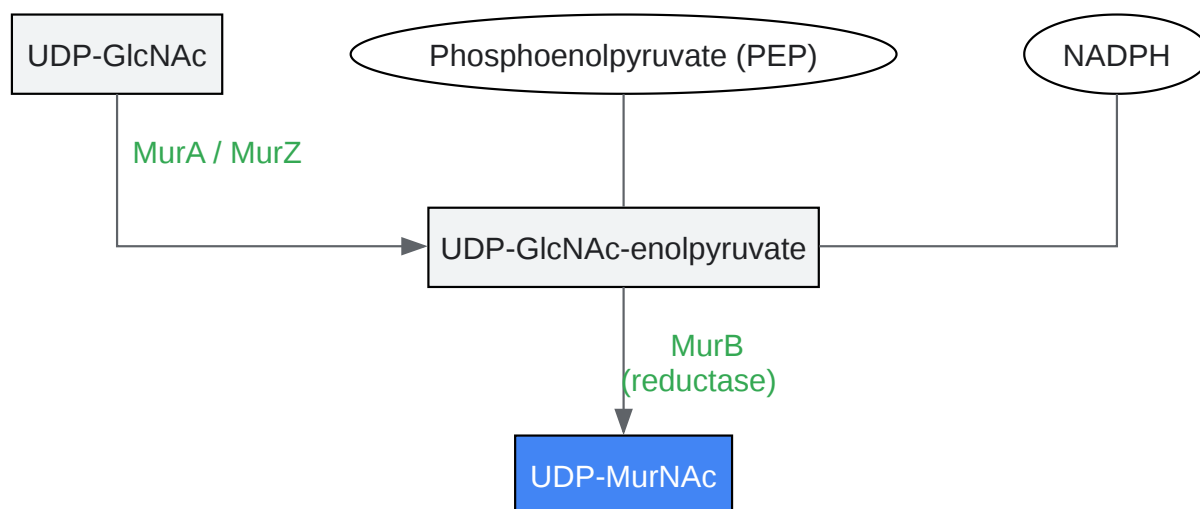 UDP-GlcNAc
Phosphoenolpyruvate (PEP)
NADPH
MurA / MurZ
UDP-GlcNAc-enolpyruvate
MurB
(reductase)
UDP-MurNAc